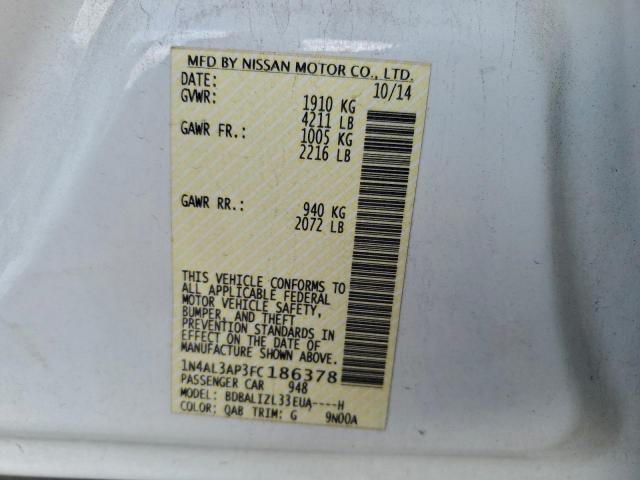 MFD BY NISSAN MOTOR CO., LTD.
DATE: 10/14
GVWR: 1910 KG
4211 LB
GAWR FR.: 1005 KG
2216 LB
GAWR RR.: 940 KG
2072 LB
THIS VEHICLE CONFORMS TO
ALL APPLICABLE FEDERAL
MOTOR VEHICLE SAFETY,
BUMPER, AND THEFT
PREVENTION STANDARDS IN
EFFECT ON THE DATE OF
MANUFACTURE SHOWN ABOVE.
1N4AL3AP3FC186378
PASSENGER CAR 948
MODEL: BDBALIZL33EUA----H
COLOR: QAB TRIM: G 9N00A